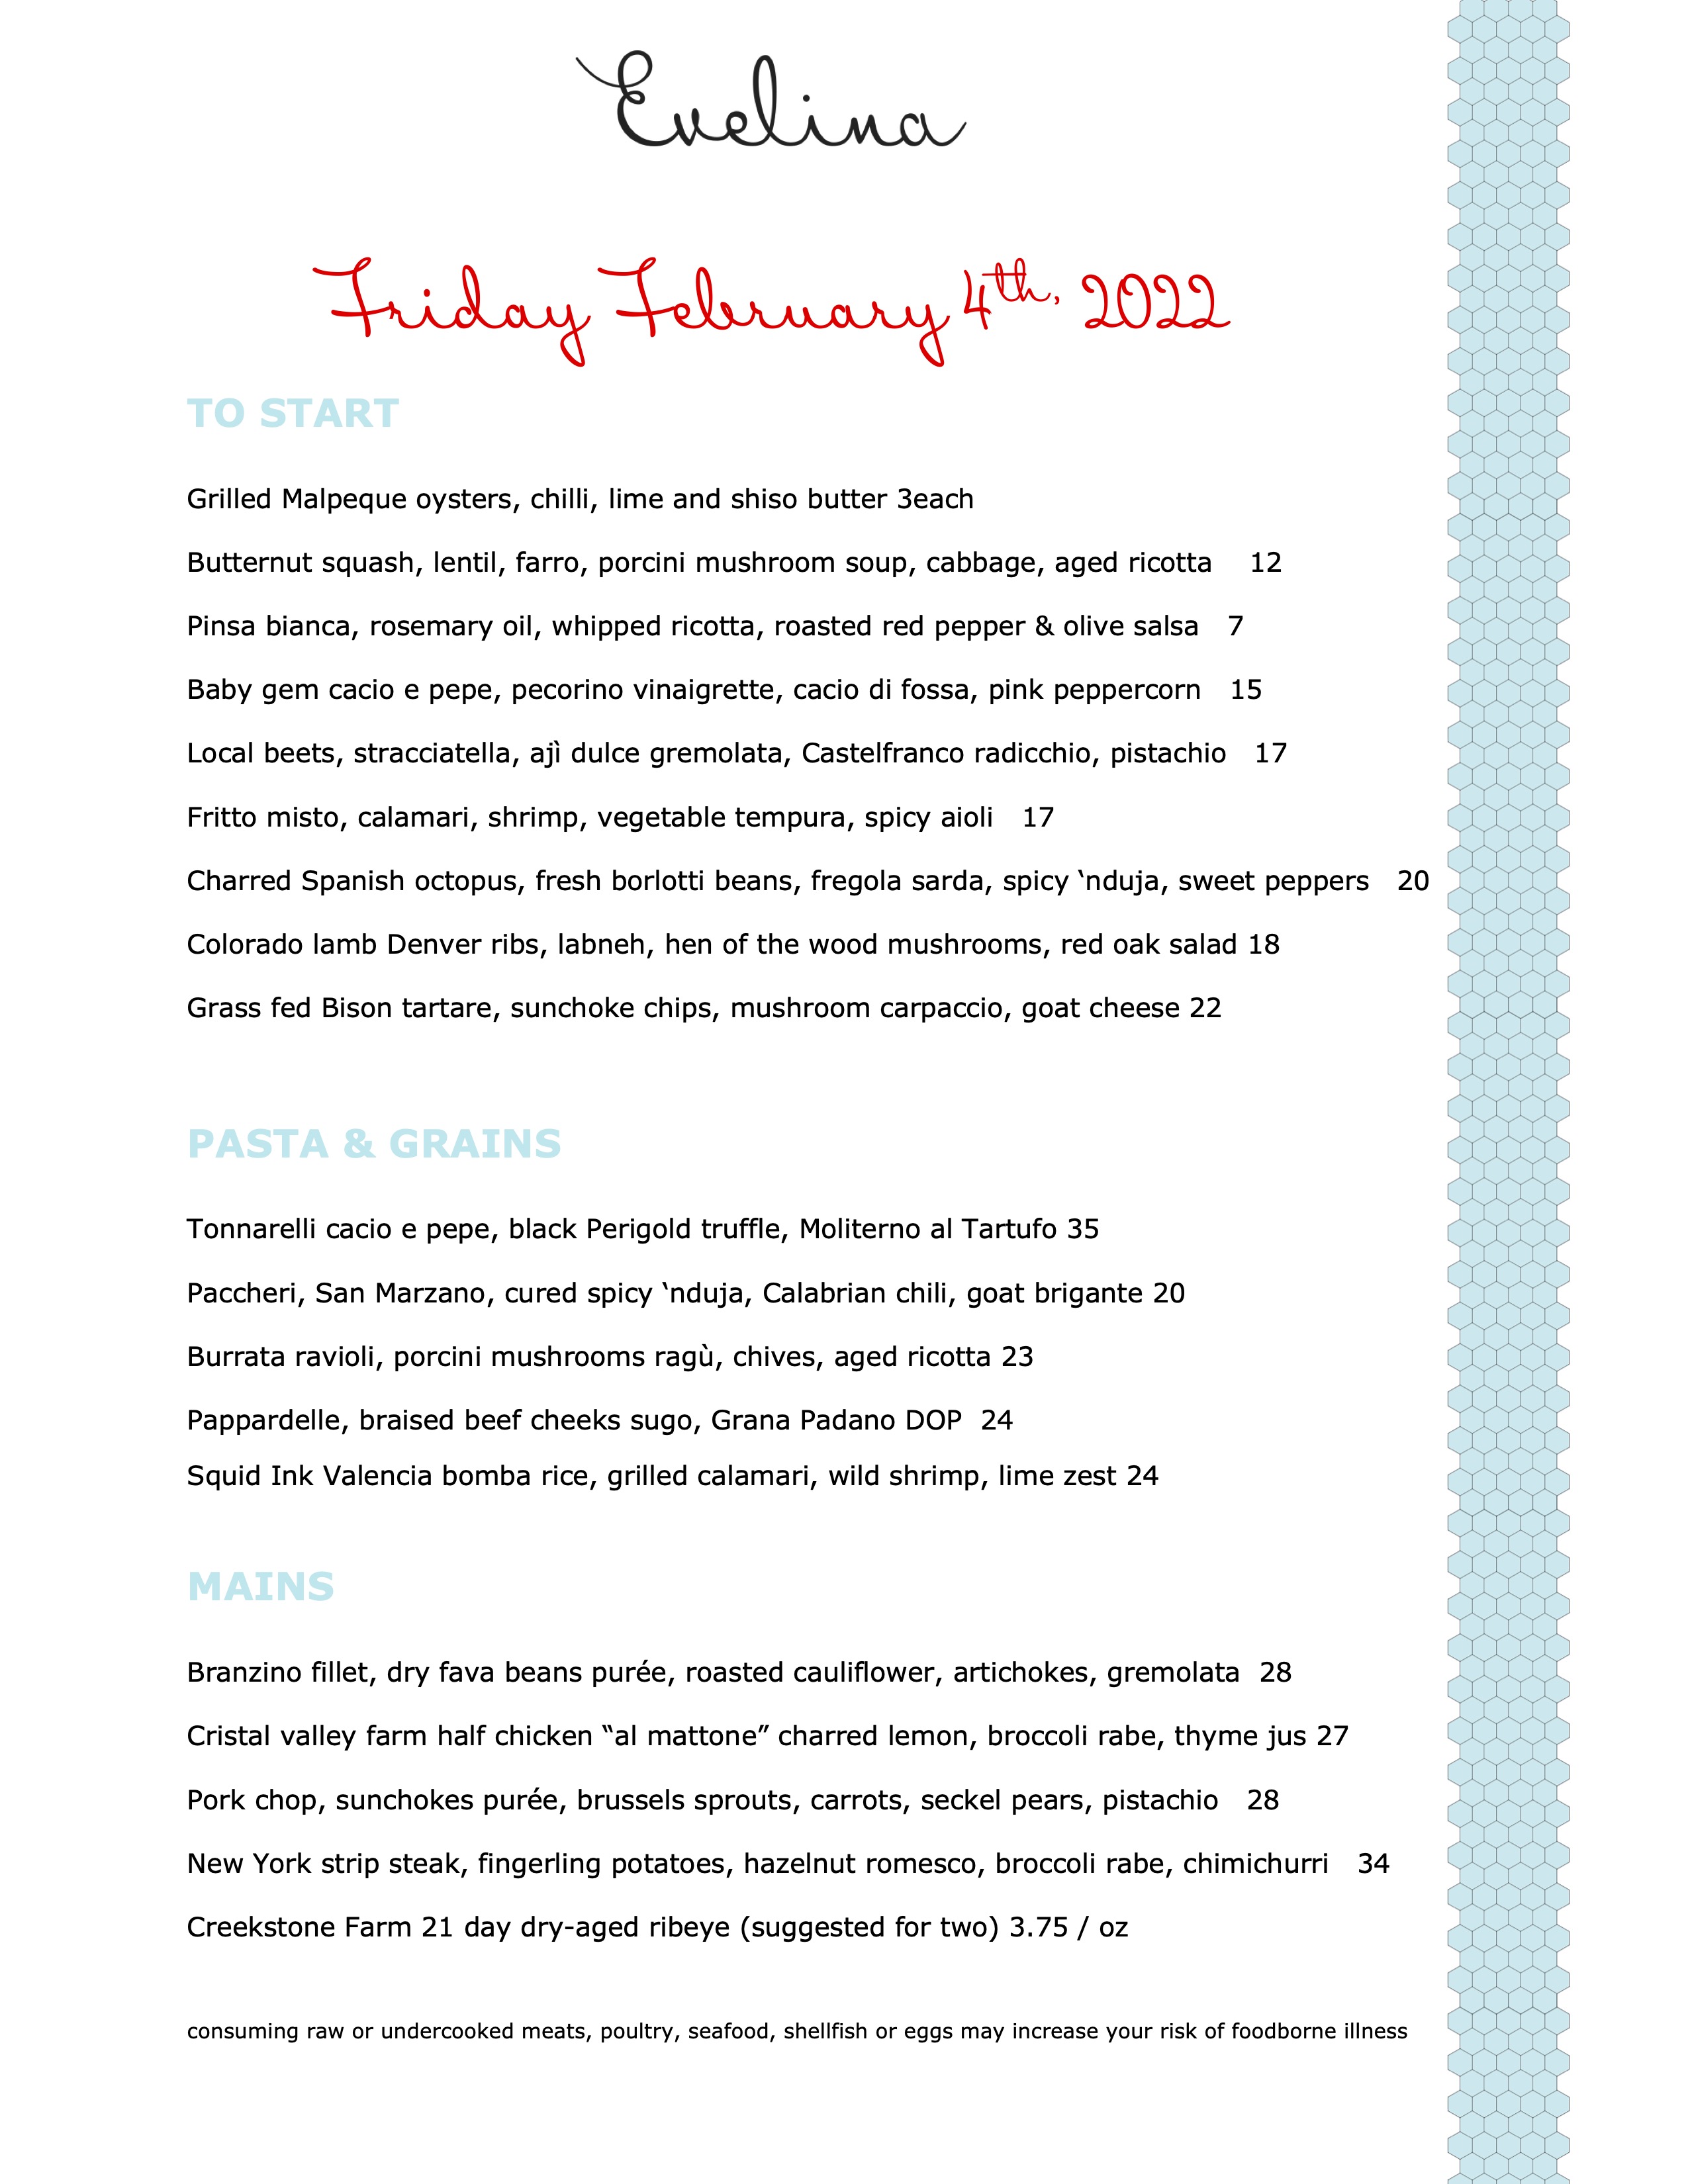 Evelina
Friday February 4th, 2022
TO START
Grilled Malpeque oysters, chilli, lime and shiso butter 3each
Butternut squash, lentil, farro, porcini mushroom soup, cabbage, aged ricotta 12
Pinsa bianca, rosemary oil, whipped ricotta, roasted red pepper & olive salsa 7
Baby gem cacio e pepe, pecorino vinaigrette, cacio di fossa, pink peppercorn 15
Local beets, stracciatella, ajì dulce gremolata, Castelfranco radicchio, pistachio 17
Fritto misto, calamari, shrimp, vegetable tempura, spicy aioli 17
Charred Spanish octopus, fresh borlotti beans, fregola sarda, spicy ‘nduja, sweet peppers 20
Colorado lamb Denver ribs, labneh, hen of the wood mushrooms, red oak salad 18
Grass fed Bison tartare, sunchoke chips, mushroom carpaccio, goat cheese 22
PASTA & GRAINS
Tonnarelli cacio e pepe, black Perigold truffle, Moliterno al Tartufo 35
Paccheri, San Marzano, cured spicy ‘nduja, Calabrian chili, goat brigante 20
Burrata ravioli, porcini mushrooms ragù, chives, aged ricotta 23
Pappardelle, braised beef cheeks sugo, Grana Padano DOP 24
Squid Ink Valencia bomba rice, grilled calamari, wild shrimp, lime zest 24
MAINS
Branzino fillet, dry fava beans purée, roasted cauliflower, artichokes, gremolata 28
Cristal valley farm half chicken “al mattone” charred lemon, broccoli rabe, thyme jus 27
Pork chop, sunchokes purée, brussels sprouts, carrots, seckel pears, pistachio 28
New York strip steak, fingerling potatoes, hazelnut romesco, broccoli rabe, chimichurri 34
Creekstone Farm 21 day dry-aged ribeye (suggested for two) 3.75 / oz
consuming raw or undercooked meats, poultry, seafood, shellfish or eggs may increase your risk of foodborne illness